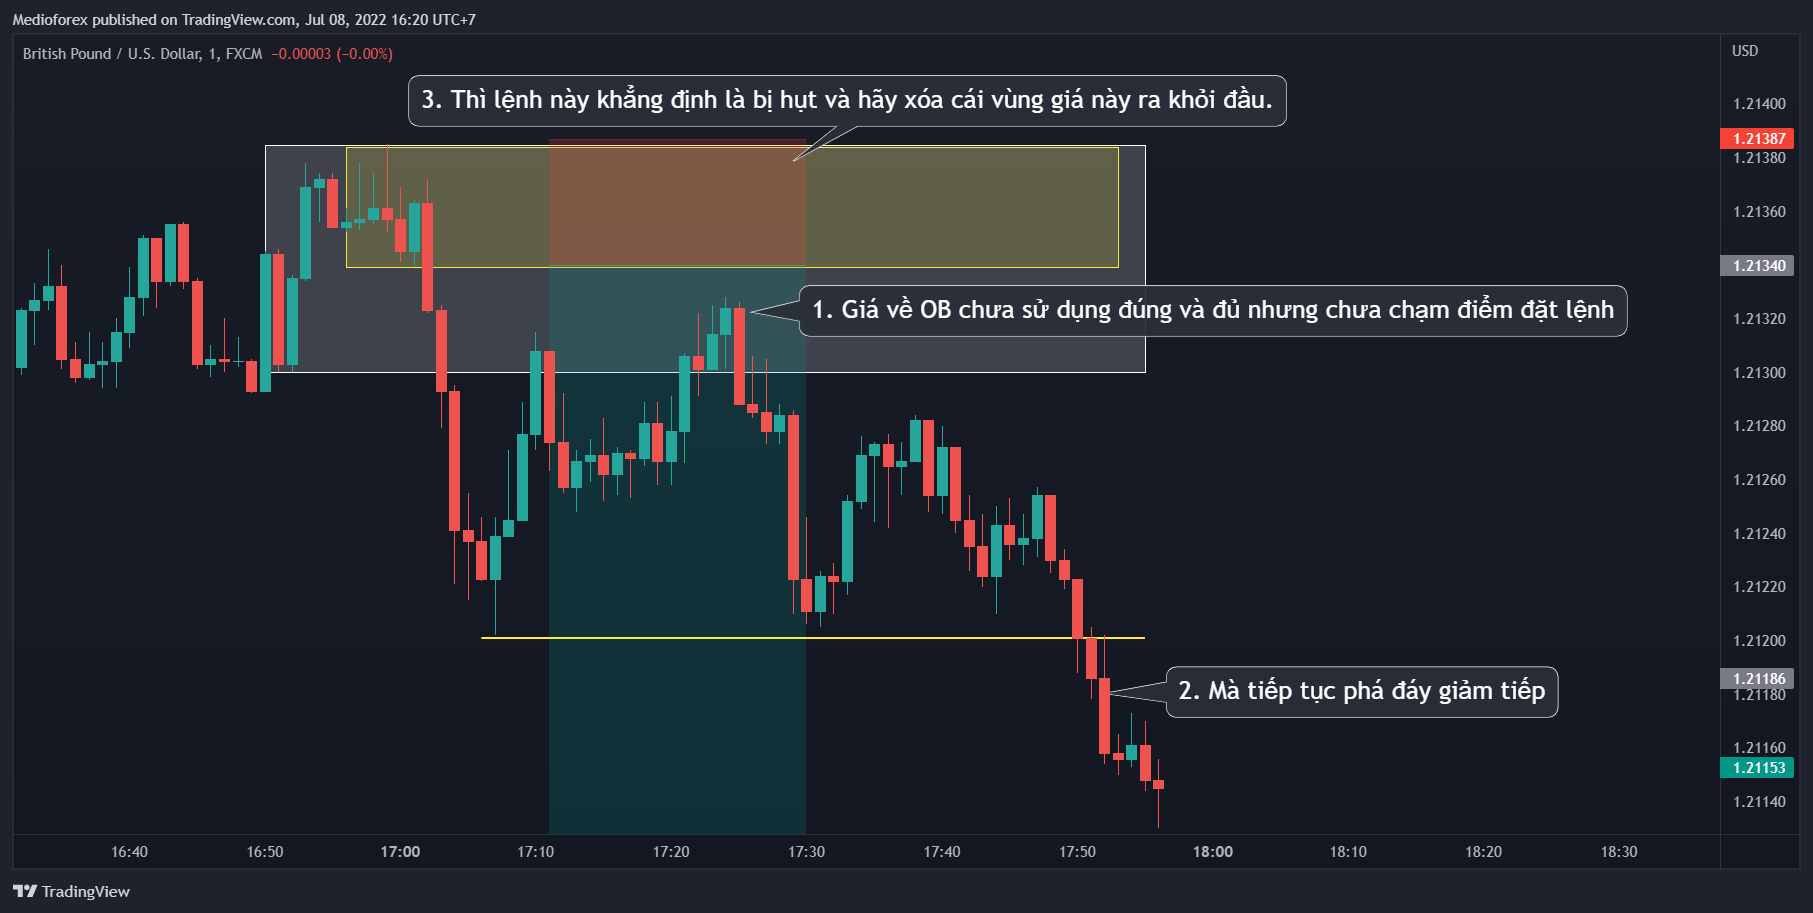 Medioforex published on TradingView.com, Jul 08, 2022 16:20 UTC+7
British Pound / U.S. Dollar, 1, FXCM −0.00003 (−0.00%)
USD
3. Thì lệnh này khẳng định là bị hụt và hãy xóa cái vùng giá này ra khỏi đầu.
1.21400
1.21387
1.21380
1.21360
1.21340
1. Giá về OB chưa sử dụng đúng và đủ nhưng chưa chạm điểm đặt lệnh
1.21320
1.21300
1.21280
1.21260
1.21240
1.21220
1.21200
1.21186
2. Mà tiếp tục phá đáy giảm tiếp
1.21180
1.21160
1.21153
1.21140
16:40 16:50 17:00 17:10 17:20 17:30 17:40 17:50 18:00 18:10 18:20 18:30
TradingView